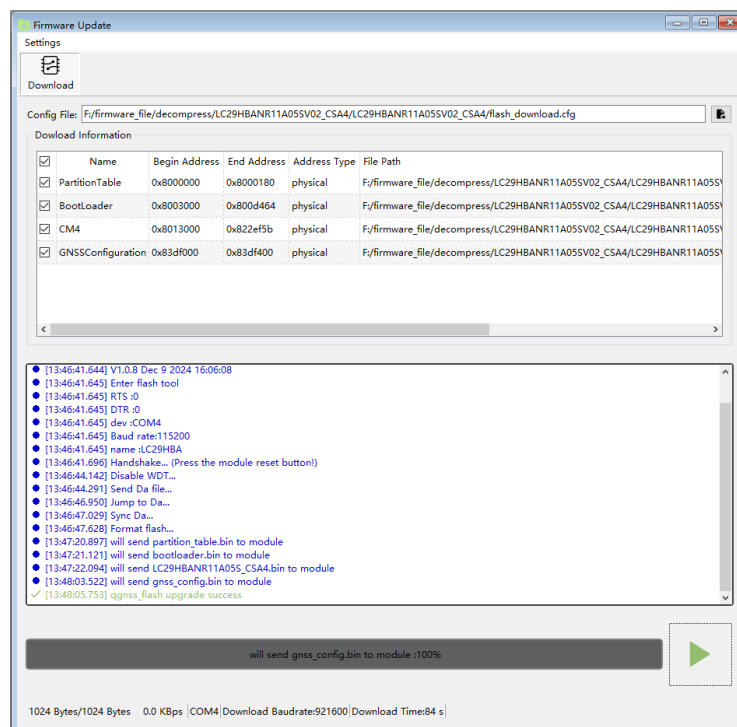 Firmware Update
Settings
Download
Config File: F:/firmware_file/decompress/LC29HBANR11A05SV02_CSA4/LC29HBANR11A05SV02_CSA4/flash_download.cfg
Dowload Information
Name Begin Address End Address Address Type File Path
PartitionTable 0x8000000 0x8000180 physical F:/firmware_file/decompress/LC29HBANR11A05SV02_CSA4/LC29HBANR11A05S
BootLoader 0x8003000 0x800d464 physical F:/firmware_file/decompress/LC29HBANR11A05SV02_CSA4/LC29HBANR11A05S
CM4 0x8013000 0x822ef5b physical F:/firmware_file/decompress/LC29HBANR11A05SV02_CSA4/LC29HBANR11A05S
GNSSConfiguration 0x83df000 0x83df400 physical F:/firmware_file/decompress/LC29HBANR11A05SV02_CSA4/LC29HBANR11A05S
[13:46:41.644] V1.0.8 Dec 9 2024 16:06:08
[13:46:41.645] Enter flash tool
[13:46:41.645] RTS :0
[13:46:41.645] DTR :0
[13:46:41.645] dev :COM4
[13:46:41.645] Baud rate:115200
[13:46:41.645] name :LC29HBA
[13:46:41.696] Handshake... (Press the module reset button!)
[13:46:44.142] Disable WDT...
[13:46:44.291] Send Da file...
[13:46:46.950] Jump to Da...
[13:46:47.029] Sync Da...
[13:46:47.628] Format flash...
[13:47:20.897] will send partition_table.bin to module
[13:47:21.121] will send bootloader.bin to module
[13:47:22.094] will send LC29HBANR11A05S_CSA4.bin to module
[13:48:03.522] will send gnss_config.bin to module
[13:48:05.753] qgnss_flash upgrade success
will send gnss_config.bin to module :100%
1024 Bytes/1024 Bytes 0.0 KBps COM4 Download Baudrate:921600 Download Time:84 s